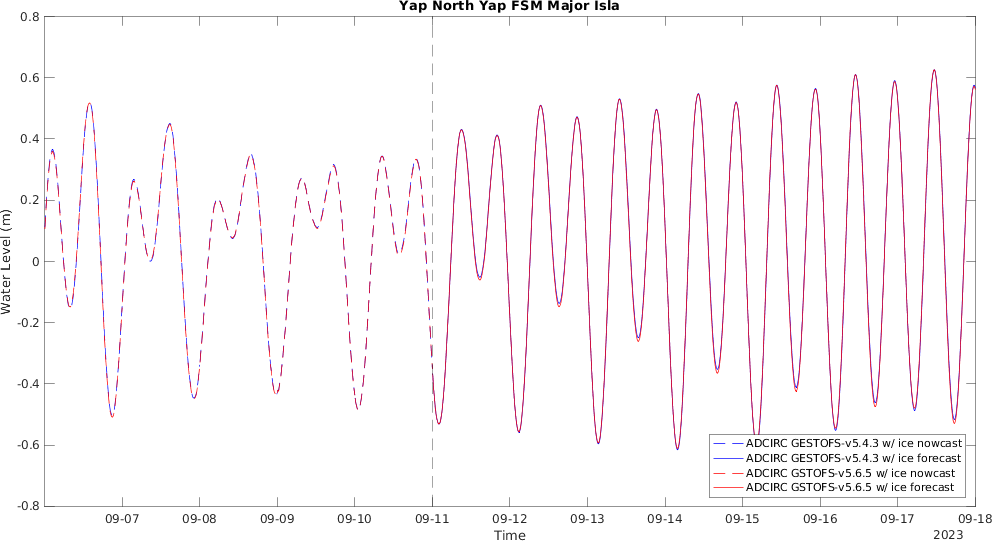 Yap North Yap FSM Major Isla
0.8
0.6
0.4
0.2
0
-0.2
-0.4
-0.6
-0.8
Water Level (m)
ADCIRC GESTOFS-v5.4.3 w/ ice nowcast
ADCIRC GESTOFS-v5.4.3 w/ ice forecast
ADCIRC GSTOFS-v5.6.5 w/ ice nowcast
ADCIRC GSTOFS-v5.6.5 w/ ice forecast
09-07 09-08 09-09 09-10 09-11 09-12 09-13 09-14 09-15 09-16 09-17 09-18
Time
2023